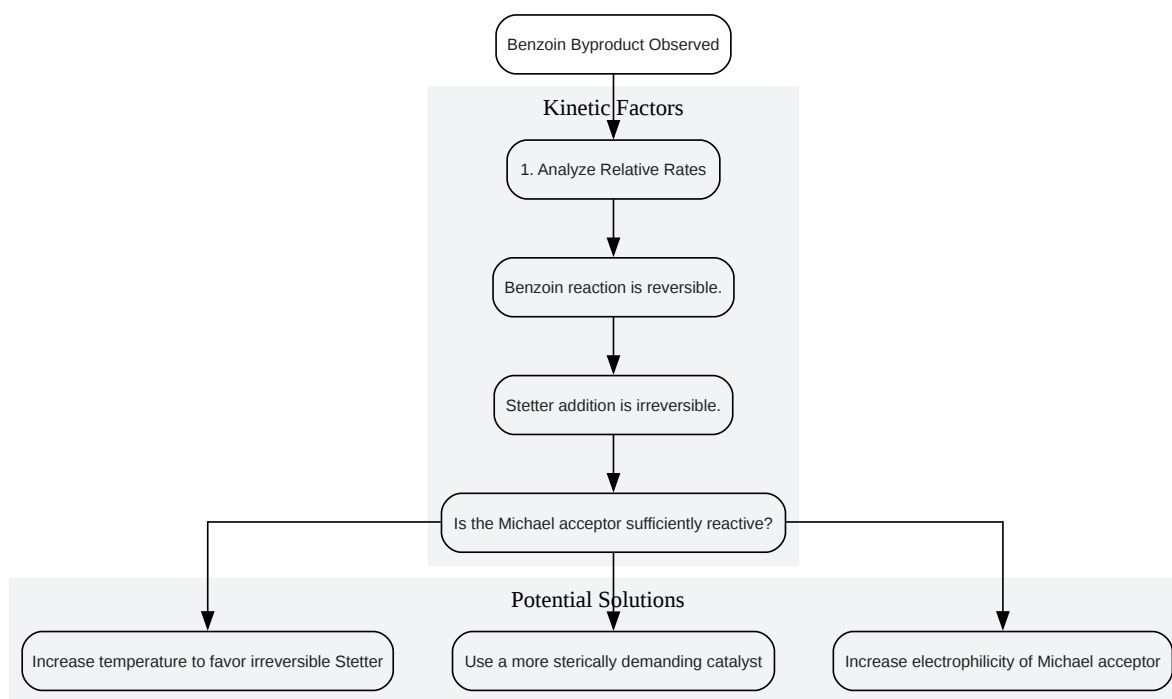 Benzoin Byproduct Observed
Kinetic Factors
1. Analyze Relative Rates
Benzoin reaction is reversible.
Stetter addition is irreversible.
Is the Michael acceptor sufficiently reactive?
Potential Solutions
Increase temperature to favor irreversible Stetter
Use a more sterically demanding catalyst
Increase electrophilicity of Michael acceptor